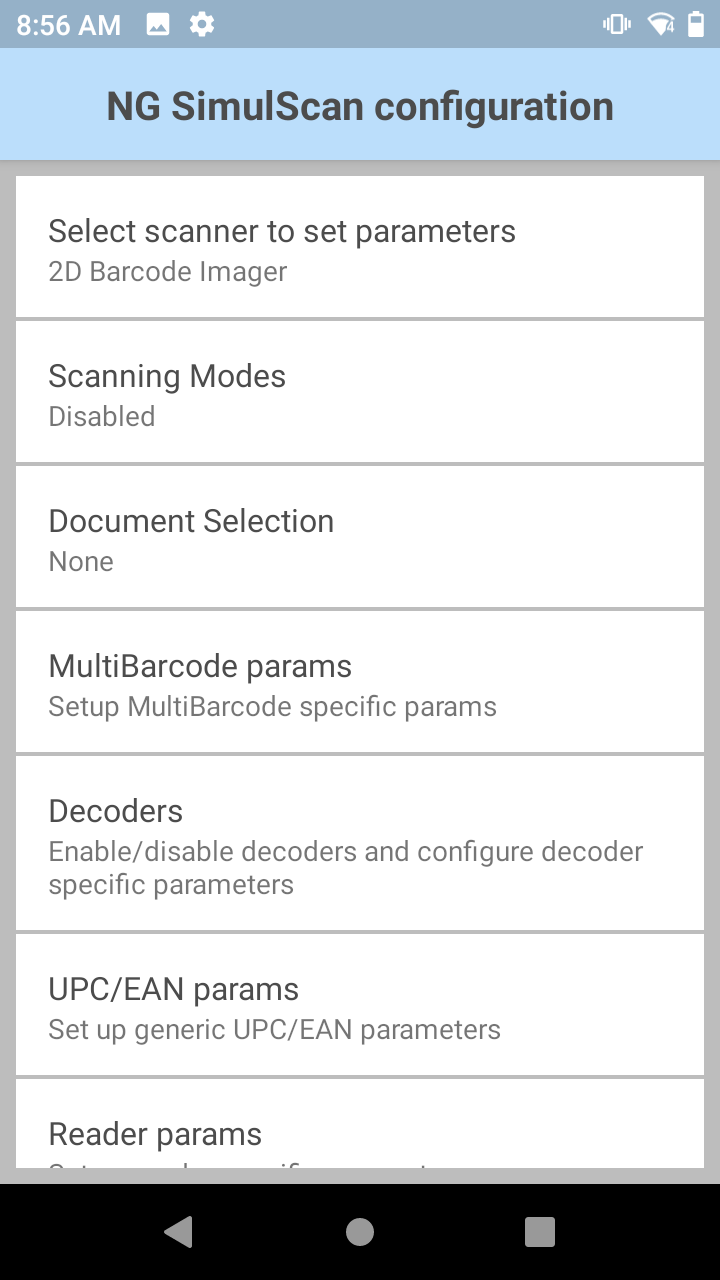 8:56 AM
NG SimulScan configuration
Select scanner to set parameters
2D Barcode Imager
Scanning Modes
Disabled
Document Selection
None
MultiBarcode params
Setup MultiBarcode specific params
Decoders
Enable/disable decoders and configure decoder
specific parameters
UPC/EAN params
Set up generic UPC/EAN parameters
Reader params